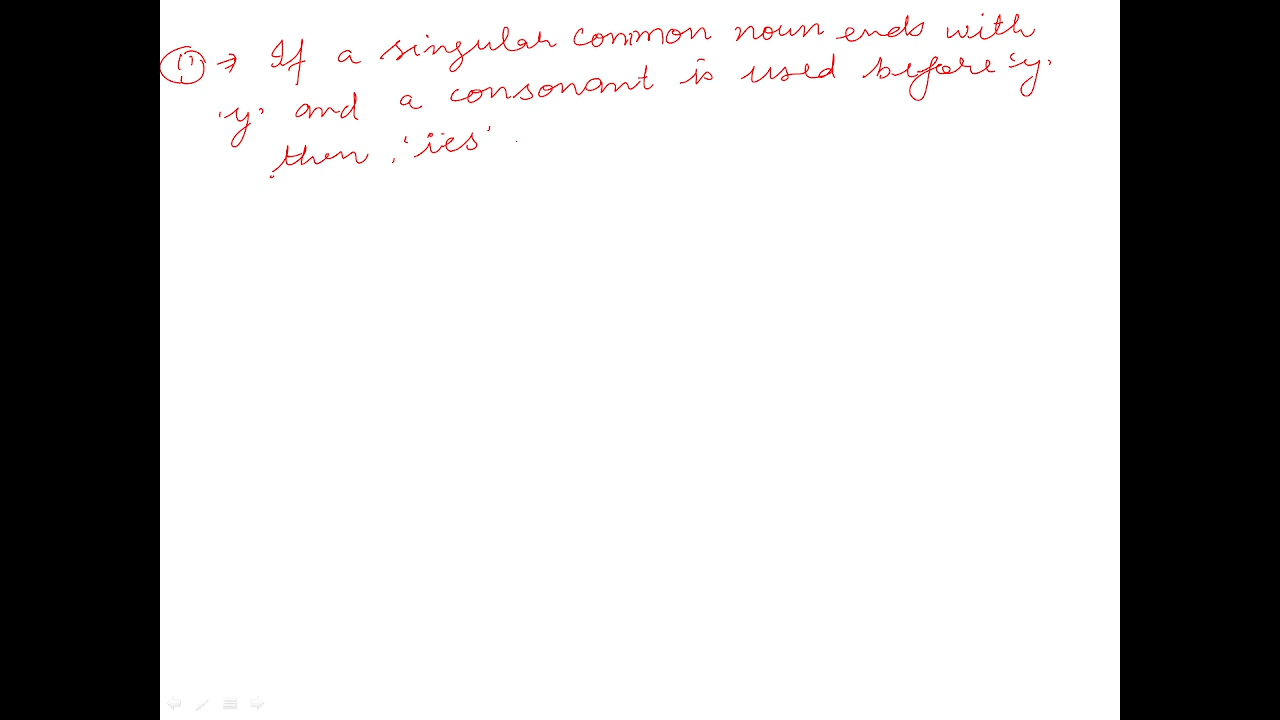 (1) → If a singular common noun ends with
'y' and a consonant is used before 'y'
then, 'ies'